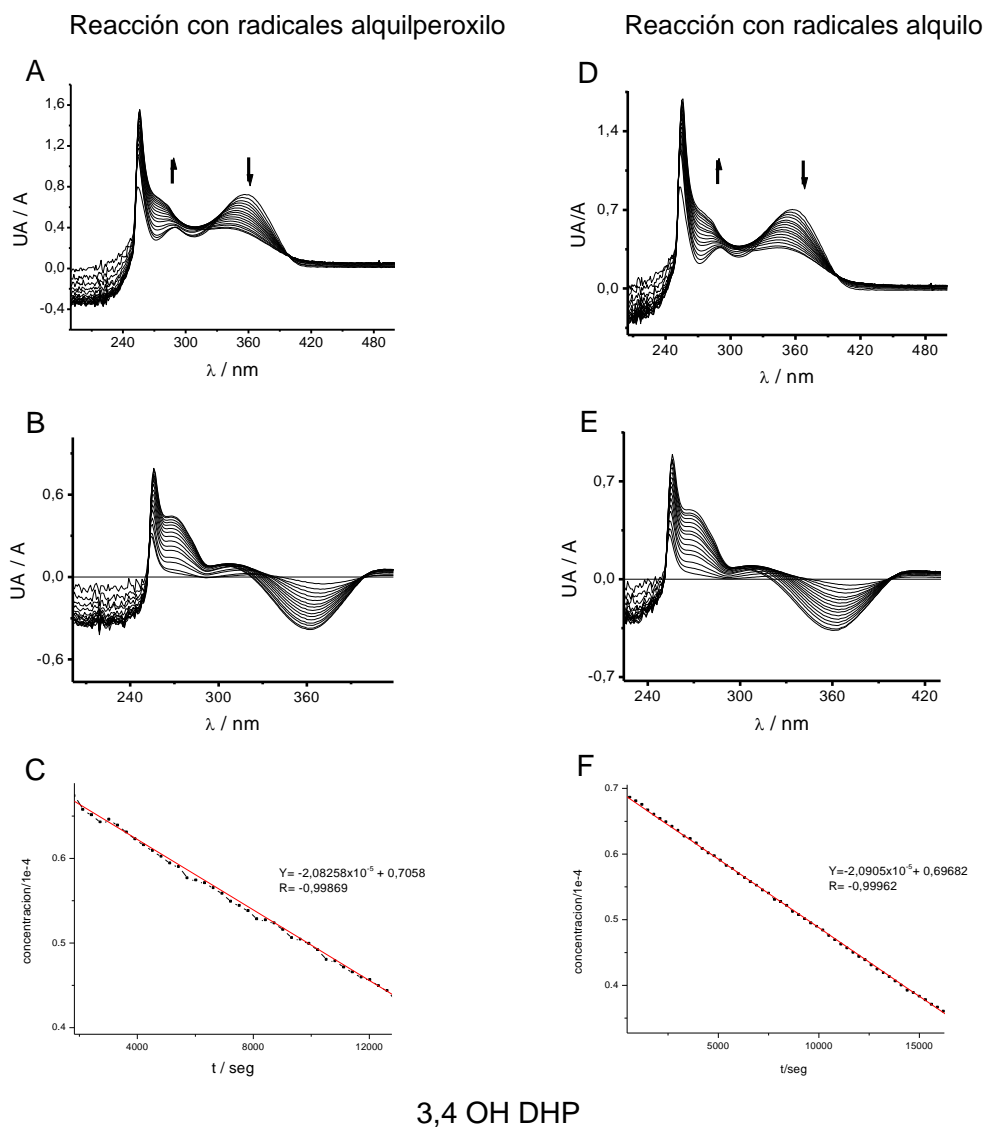 Reacción con radicales alquilperoxilo
Reacción con radicales alquilo
A
1,6
1,2
0,8
0,4
0,0
-0,4
UA / A
240 300 360 420 480
λ / nm
D
1,4
0,7
0,0
UA/A
240 300 360 420 480
λ / nm
B
0,6
0,0
-0,6
UA / A
240 300 360
λ / nm
E
0,7
0,0
-0,7
UA / A
240 300 360 420
λ / nm
C
0.6
0.5
0.4
concentracion/1e-4
Y= -2,08258x10⁻⁵ + 0,7058
R= -0,99869
4000 8000 12000
t / seg
F
0.7
0.6
0.5
0.4
concentracion/1e-4
Y=-2,0905x10⁻⁵+ 0,69682
R= -0,99962
5000 10000 15000
t/seg
3,4 OH DHP